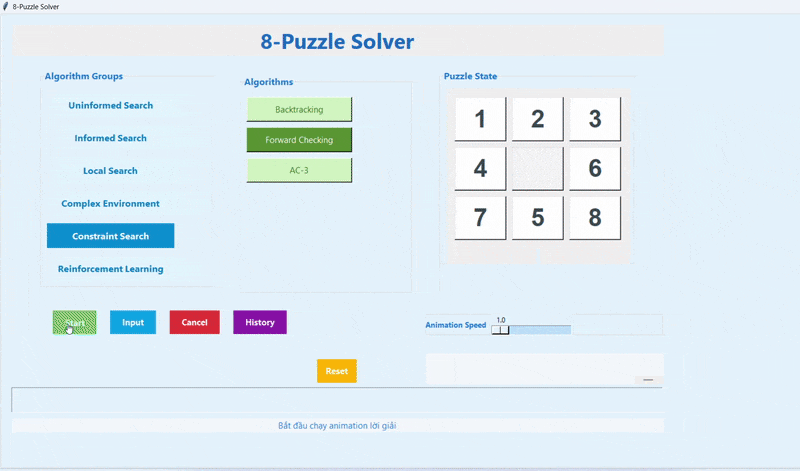 8-Puzzle Solver
8-Puzzle Solver
Algorithm Groups
Uninformed Search
Informed Search
Local Search
Complex Environment
Constraint Search
Reinforcement Learning
Algorithms
Backtracking
Forward Checking
AC-3
Puzzle State
1 2 3
4 6
7 5 8
Start
Input
Cancel
History
Animation Speed
1.0
Reset
Bắt đầu chạy animation lời giải